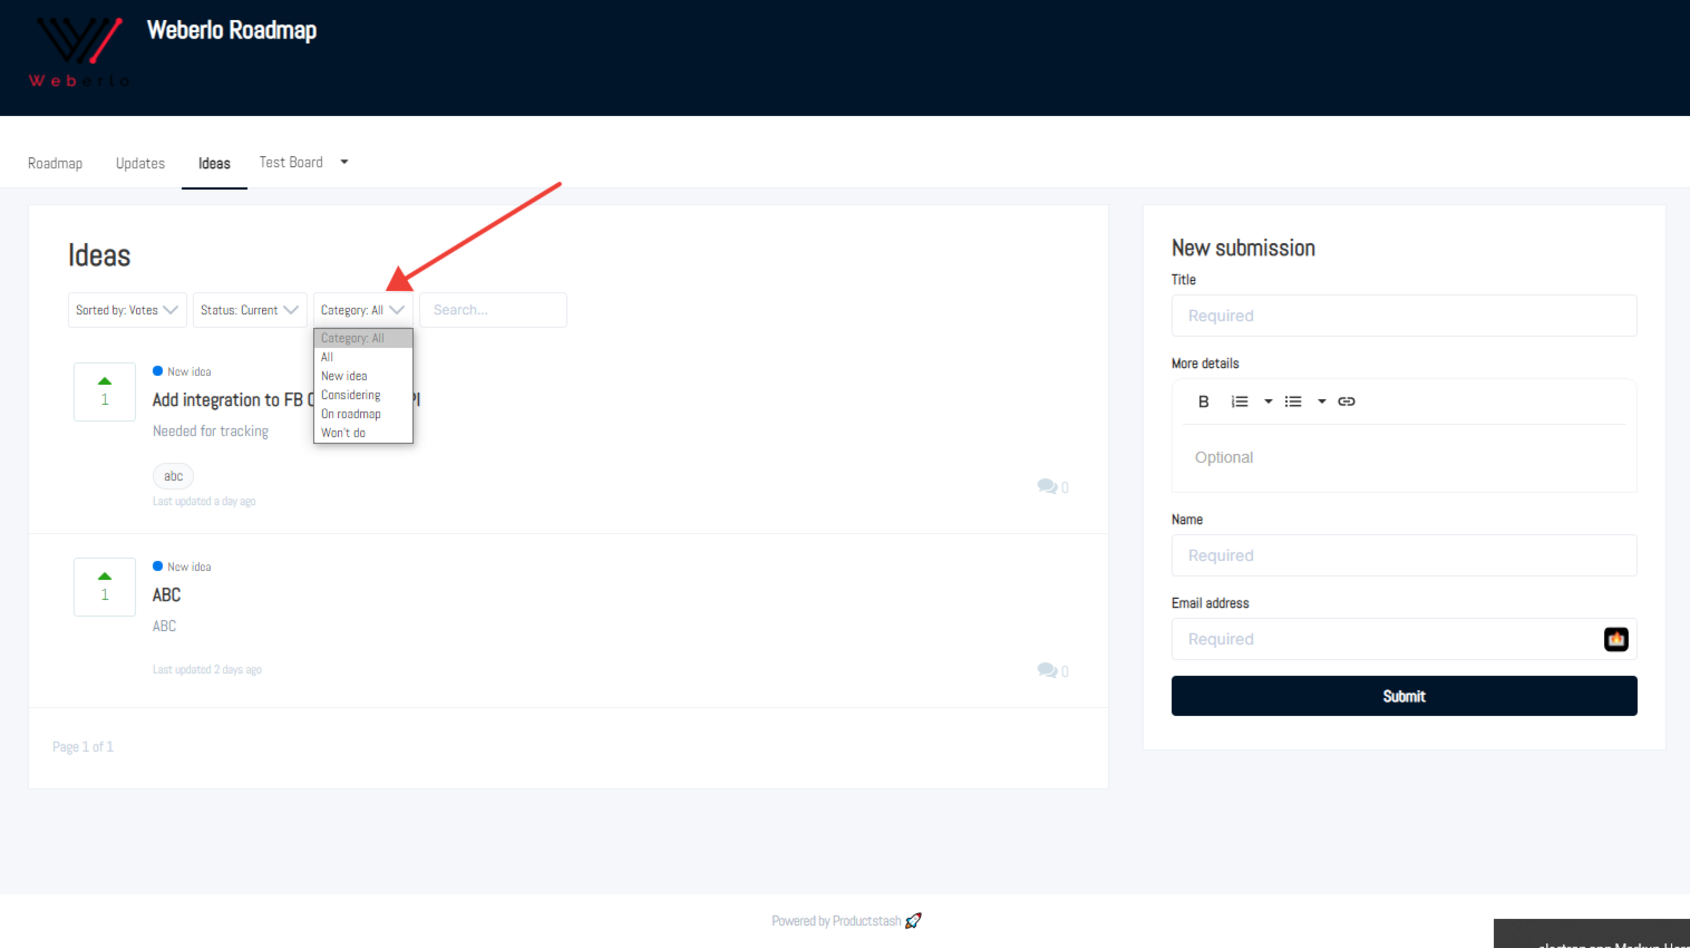 Weberlo
Weberlo Roadmap
Roadmap
Updates
Ideas
Test Board
Ideas
Sorted by: Votes
Status: Current
Category: All
Search...
Category: All
All
New idea
Considering
On roadmap
Won't do
1
New idea
Add integration to FB
Needed for tracking
abc
Last updated a day ago
0
1
New idea
ABC
ABC
Last updated 2 days ago
0
Page 1 of 1
New submission
Title
Required
More details
B
Optional
Name
Required
Email address
Required
Submit
Powered by Productstash